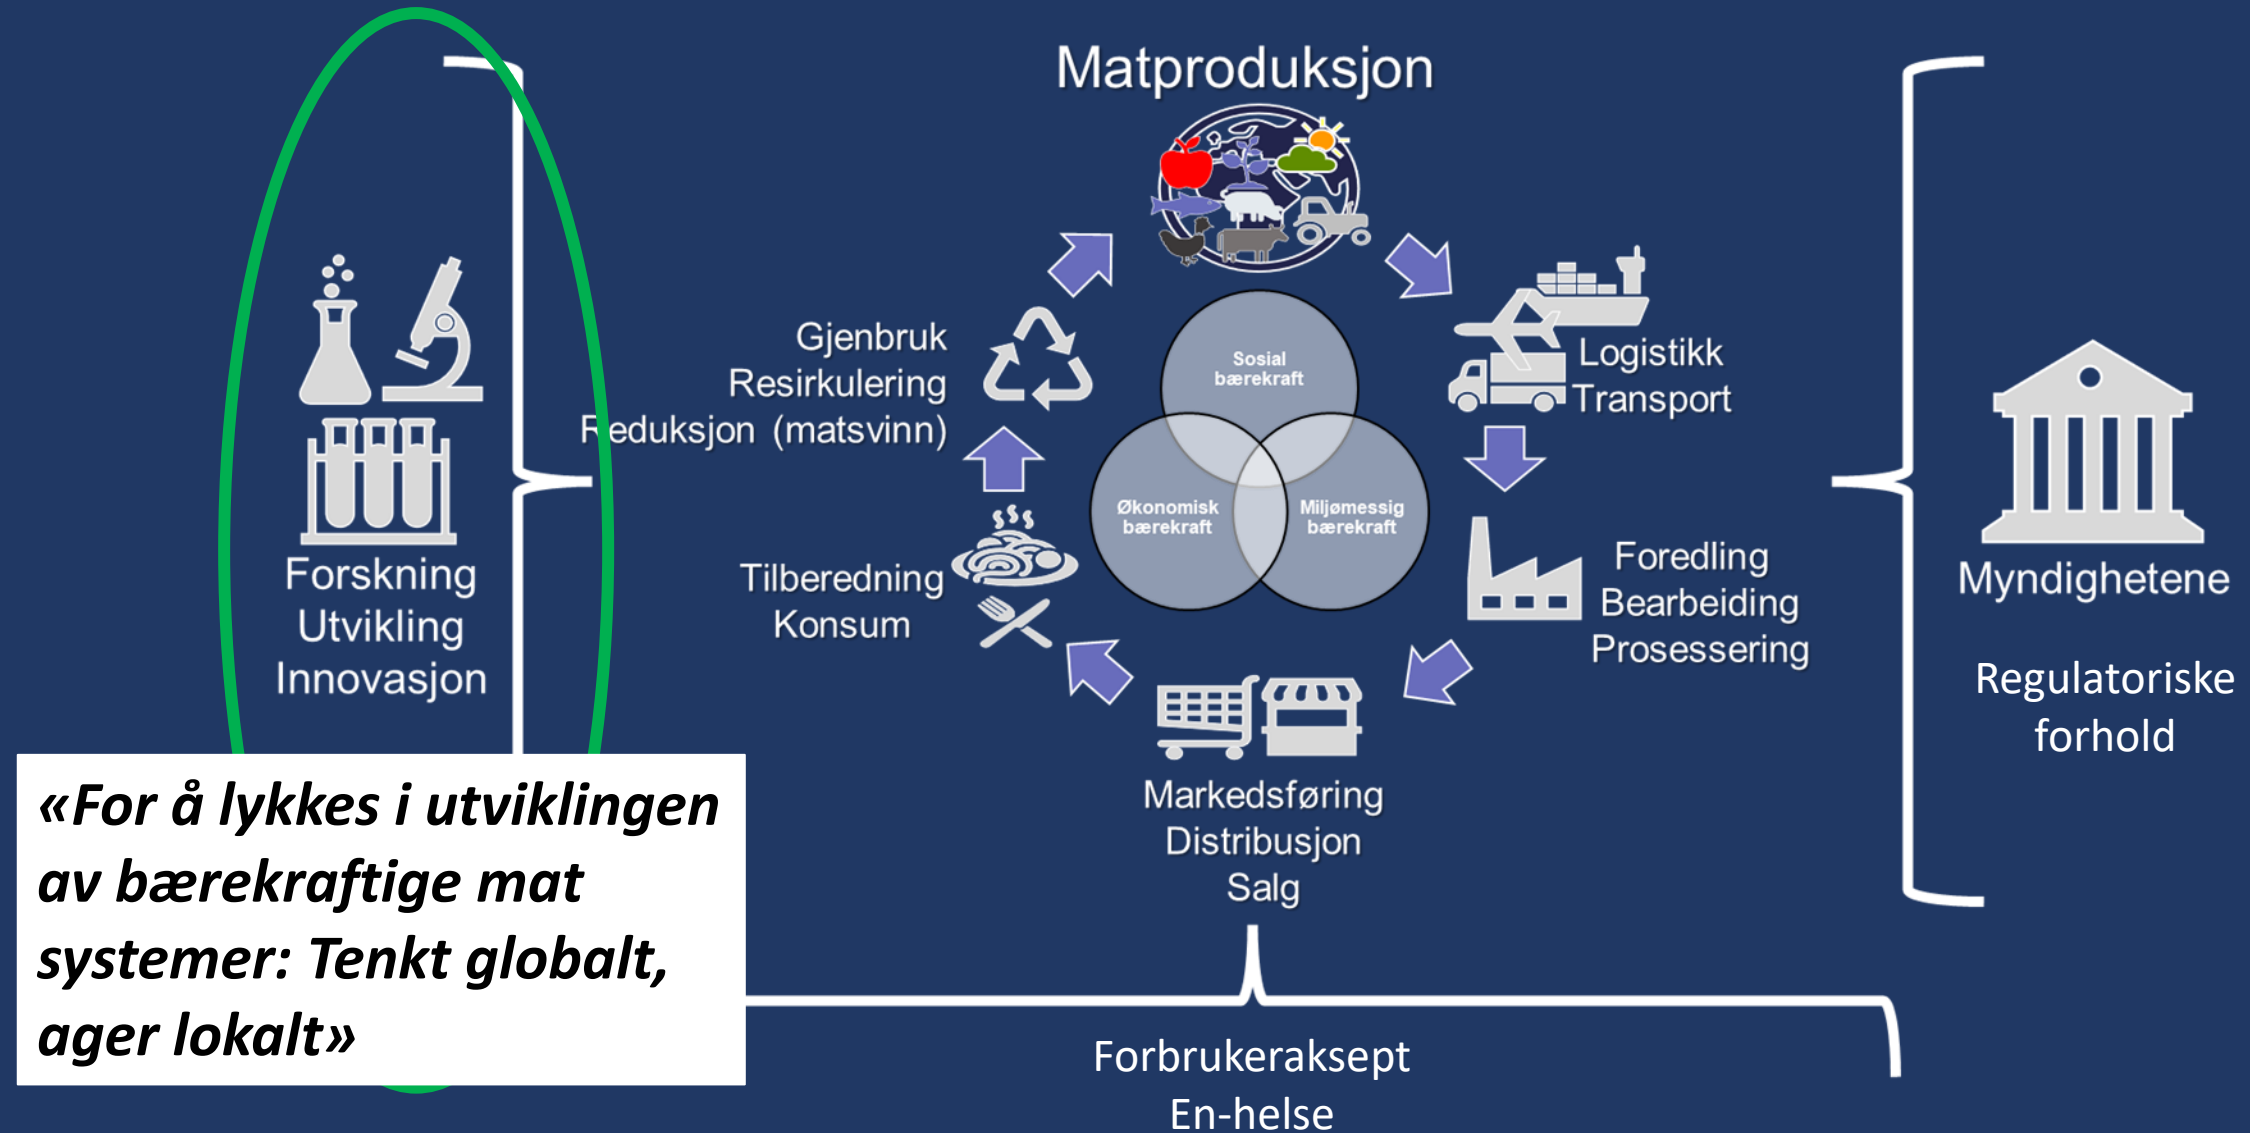 Matproduksjon
Logistikk
Transport
Foredling
Bearbeiding
Prosessering
Markedsføring
Distribusjon
Salg
Tilberedning
Konsum
Gjenbruk
Resirkulering
Reduksjon (matsvinn)
Sosial
bærekraft
Økonomisk
bærekraft
Miljømessig
bærekraft
Forskning
Utvikling
Innovasjon
Myndighetene
Regulatoriske
forhold
«For å lykkes i utviklingen
av bærekraftige mat
systemer: Tenkt globalt,
ager lokalt»
Forbrukeraksept
En-helse